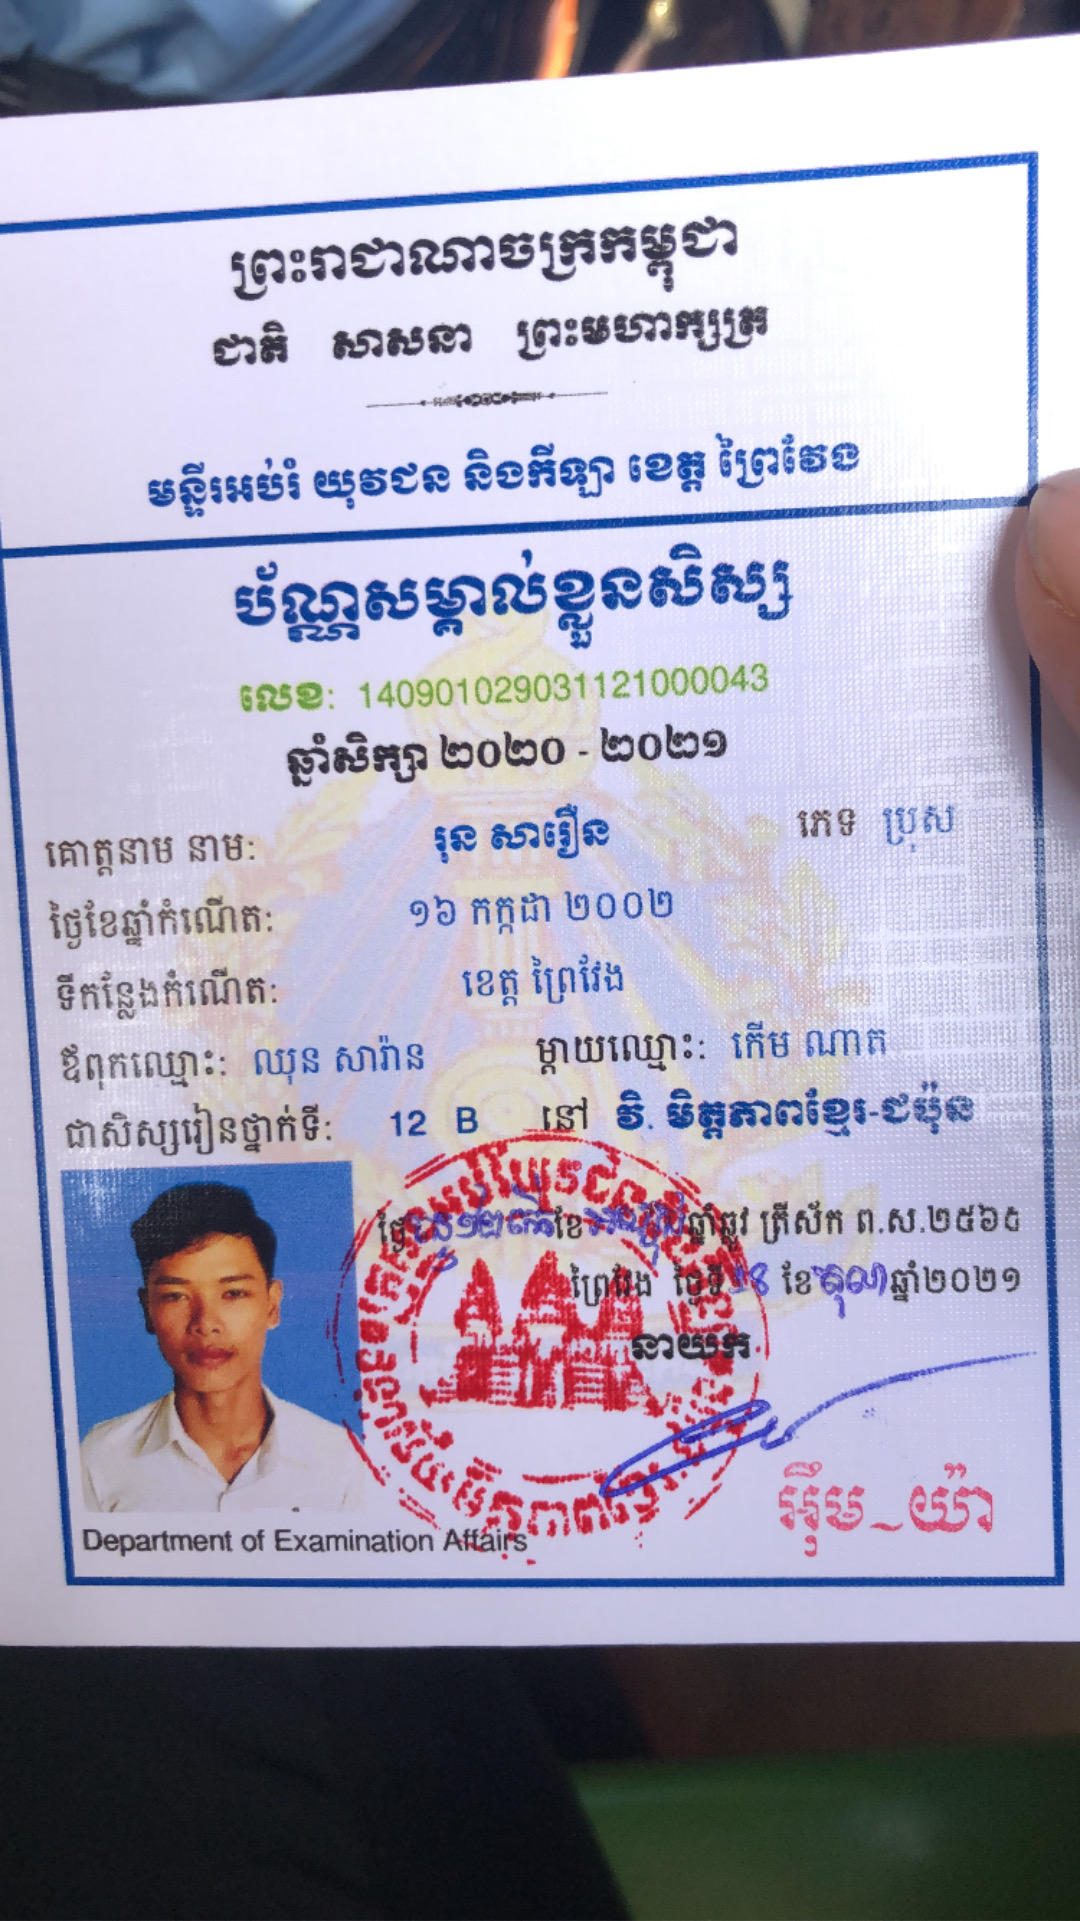 ព្រះរាជាណាចក្រកម្ពុជា
ជាតិ សាសនា ព្រះមហាក្សត្រ
មន្ទីរអប់រំ យុវជន និងកីឡា ខេត្ត ព្រៃវែង
ប័ណ្ណសម្គាល់ខ្លួនសិស្ស
លេខ: 140901029031121000043
ឆ្នាំសិក្សា ២០២០ - ២០២១
គោត្តនាម នាម: រុន សារឿន ភេទ ប្រុស
ថ្ងៃខែឆ្នាំកំណើត: ១៦ កក្កដា ២០០២
ទីកន្លែងកំណើត: ខេត្ត ព្រៃវែង
ឪពុកឈ្មោះ: ឈុន សារ៉ាន ម្តាយឈ្មោះ: កើម ណាត
ជាសិស្សរៀនថ្នាក់ទី: 12 B នៅ វិ. មិត្តភាពខ្មែរ-ជប៉ុន
ថ្ងៃ ខែ ឆ្នាំឆ្លូវ ត្រីស័ក ព.ស.២៥៦៥
ព្រៃវែង ថ្ងៃទី ខែ តុលា ឆ្នាំ២០២១
នាយក
អ៊ឹម_យ៉ា
Department of Examination Affairs